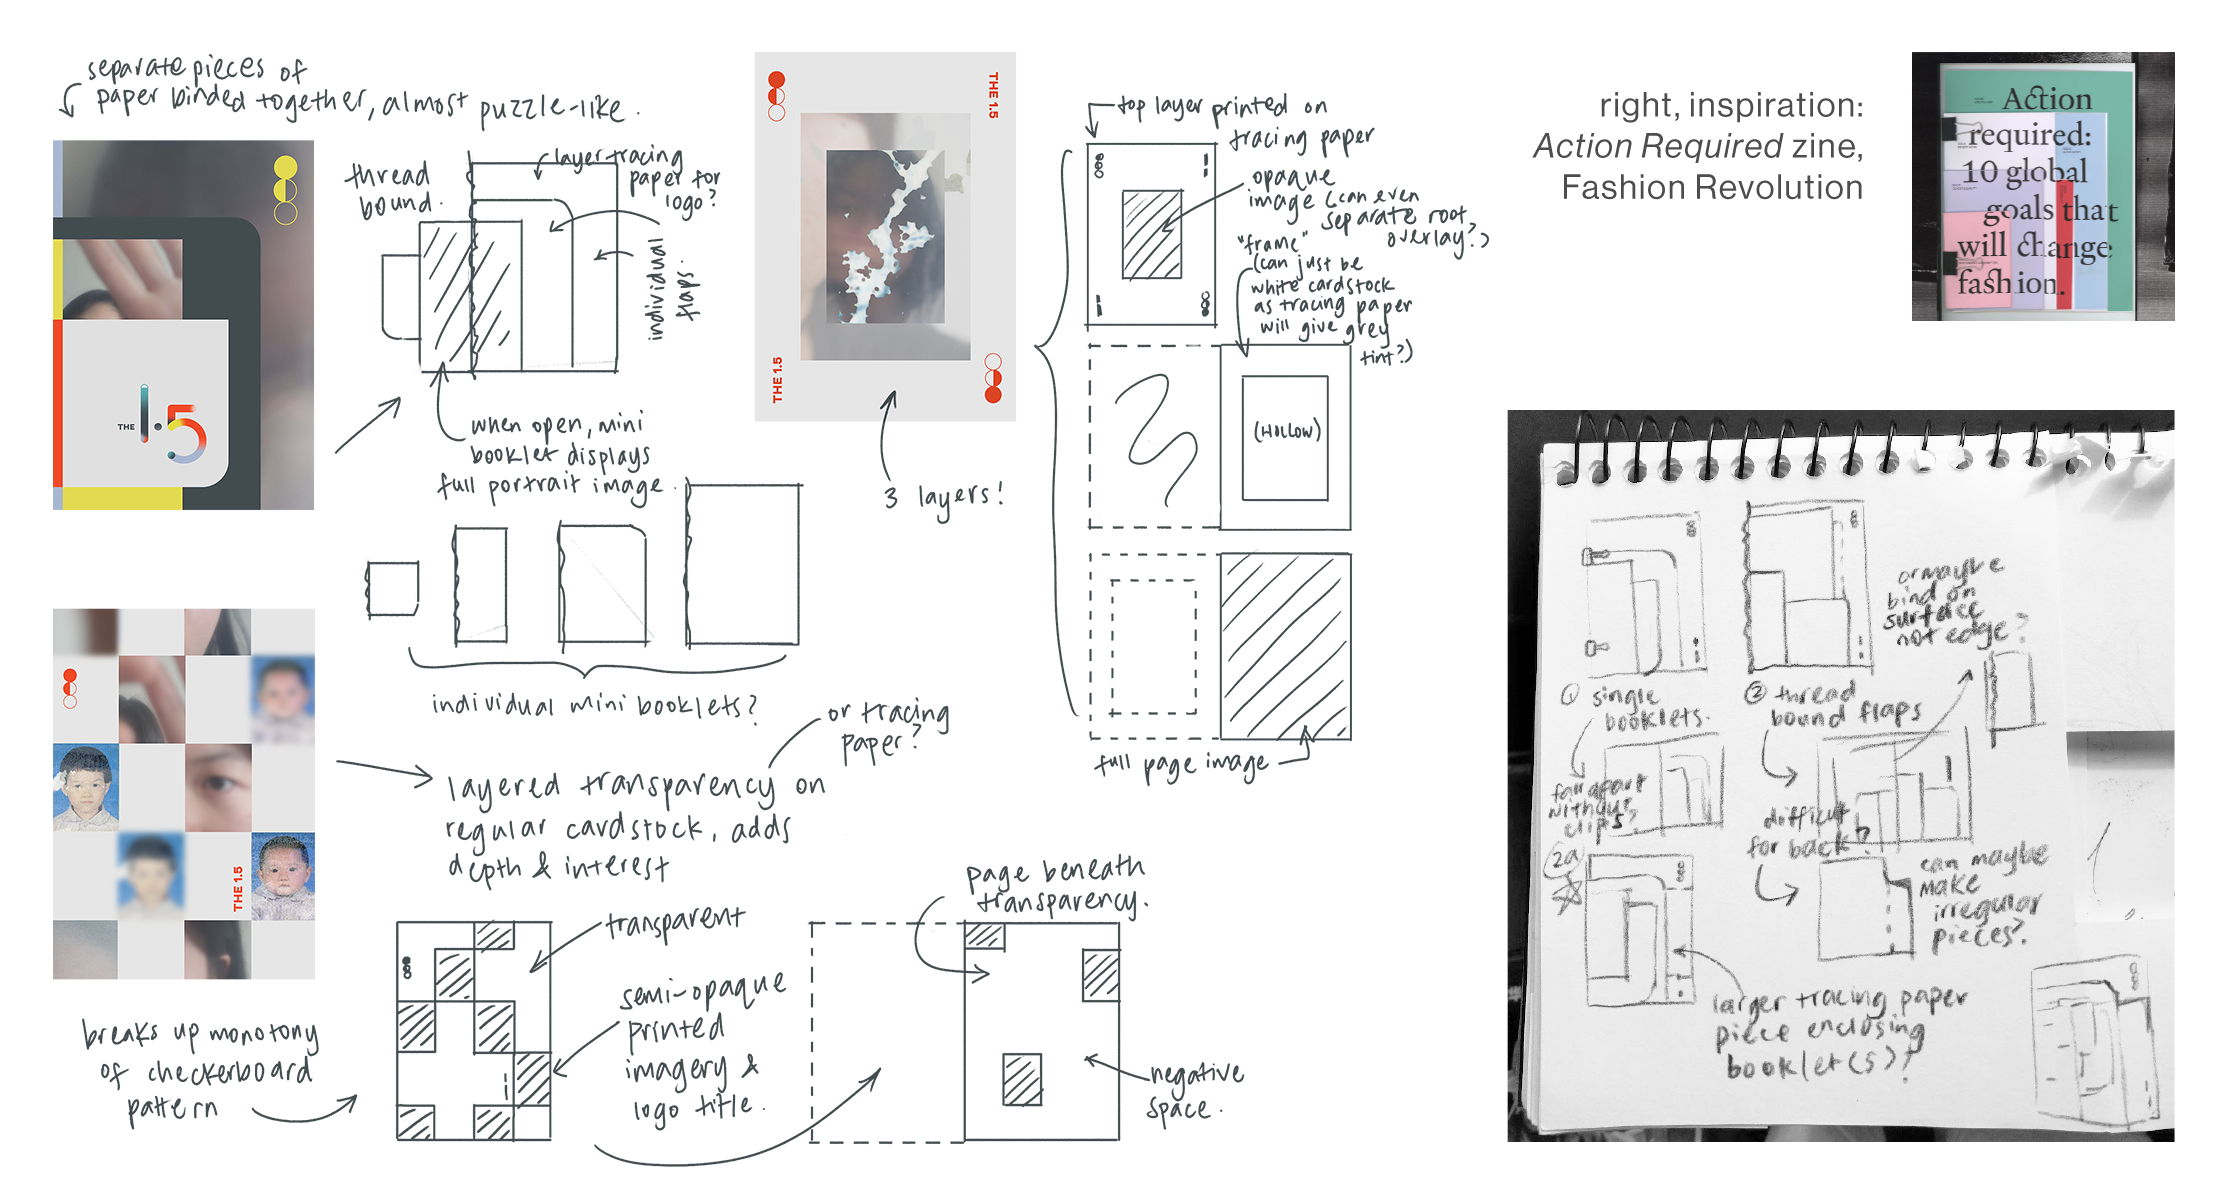 separate pieces of
paper binded together, almost puzzle-like.
THE 1.5
thread
bound.
layer tracing
paper for
logo?
individual
flaps.
when open, mini
booklet displays
full portrait image.
individual mini booklets?
THE 1.5
THE 1.5
3 layers!
top layer printed on
tracing paper
opaque
image (can even
separate root
overlay?)
"frame"
(can just be
white cardstock
as tracing paper
will give grey
tint?)
(HOLLOW)
full page image
right, inspiration:
Action Required zine,
Fashion Revolution
Action
required:
10 global
goals that
will change
fashion.
THE 1.5
or tracing
paper?
layered transparency on
regular cardstock, adds
depth & interest
breaks up monotony
of checkerboard
pattern
transparent
semi-opaque
printed
imagery &
logo title.
page beneath
transparency.
negative
space.
or maybe
bind on
surface
not edge?
① single
booklets.
② thread
bound flaps
fall apart
without
clips?
difficult
for back?
2a
can maybe
make
irregular
pieces?
larger tracing paper
piece enclosing
booklet(s)?